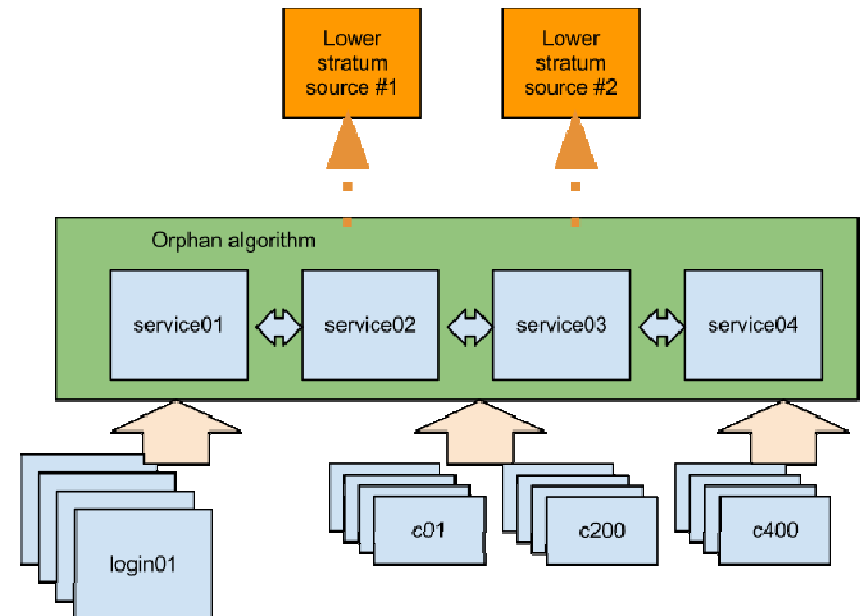 Lower
stratum
source #1
Lower
stratum
source #2
Orphan algorithm
service01
service02
service03
service04
login01
c01
c200
c400